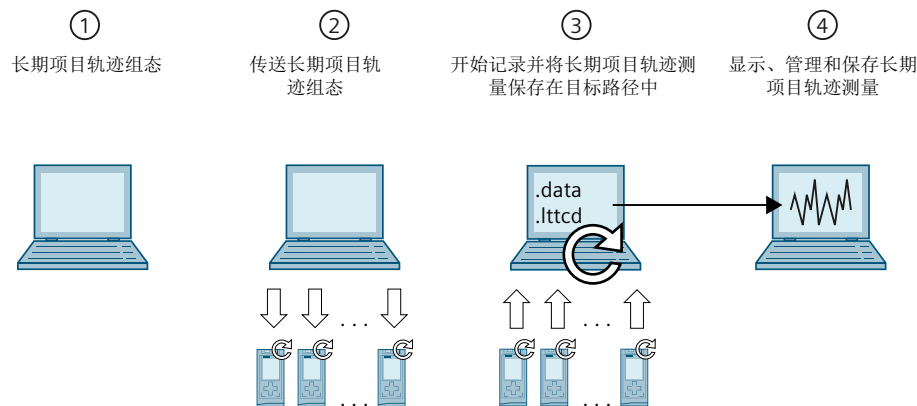 ①
长期项目轨迹组态
②
传送长期项目轨
迹组态
③
开始记录并将长期项目轨迹测
量保存在目标路径中
④
显示、管理和保存长期
项目轨迹测量
.data
.lttcd
. . .
. . .
. . .
. . .